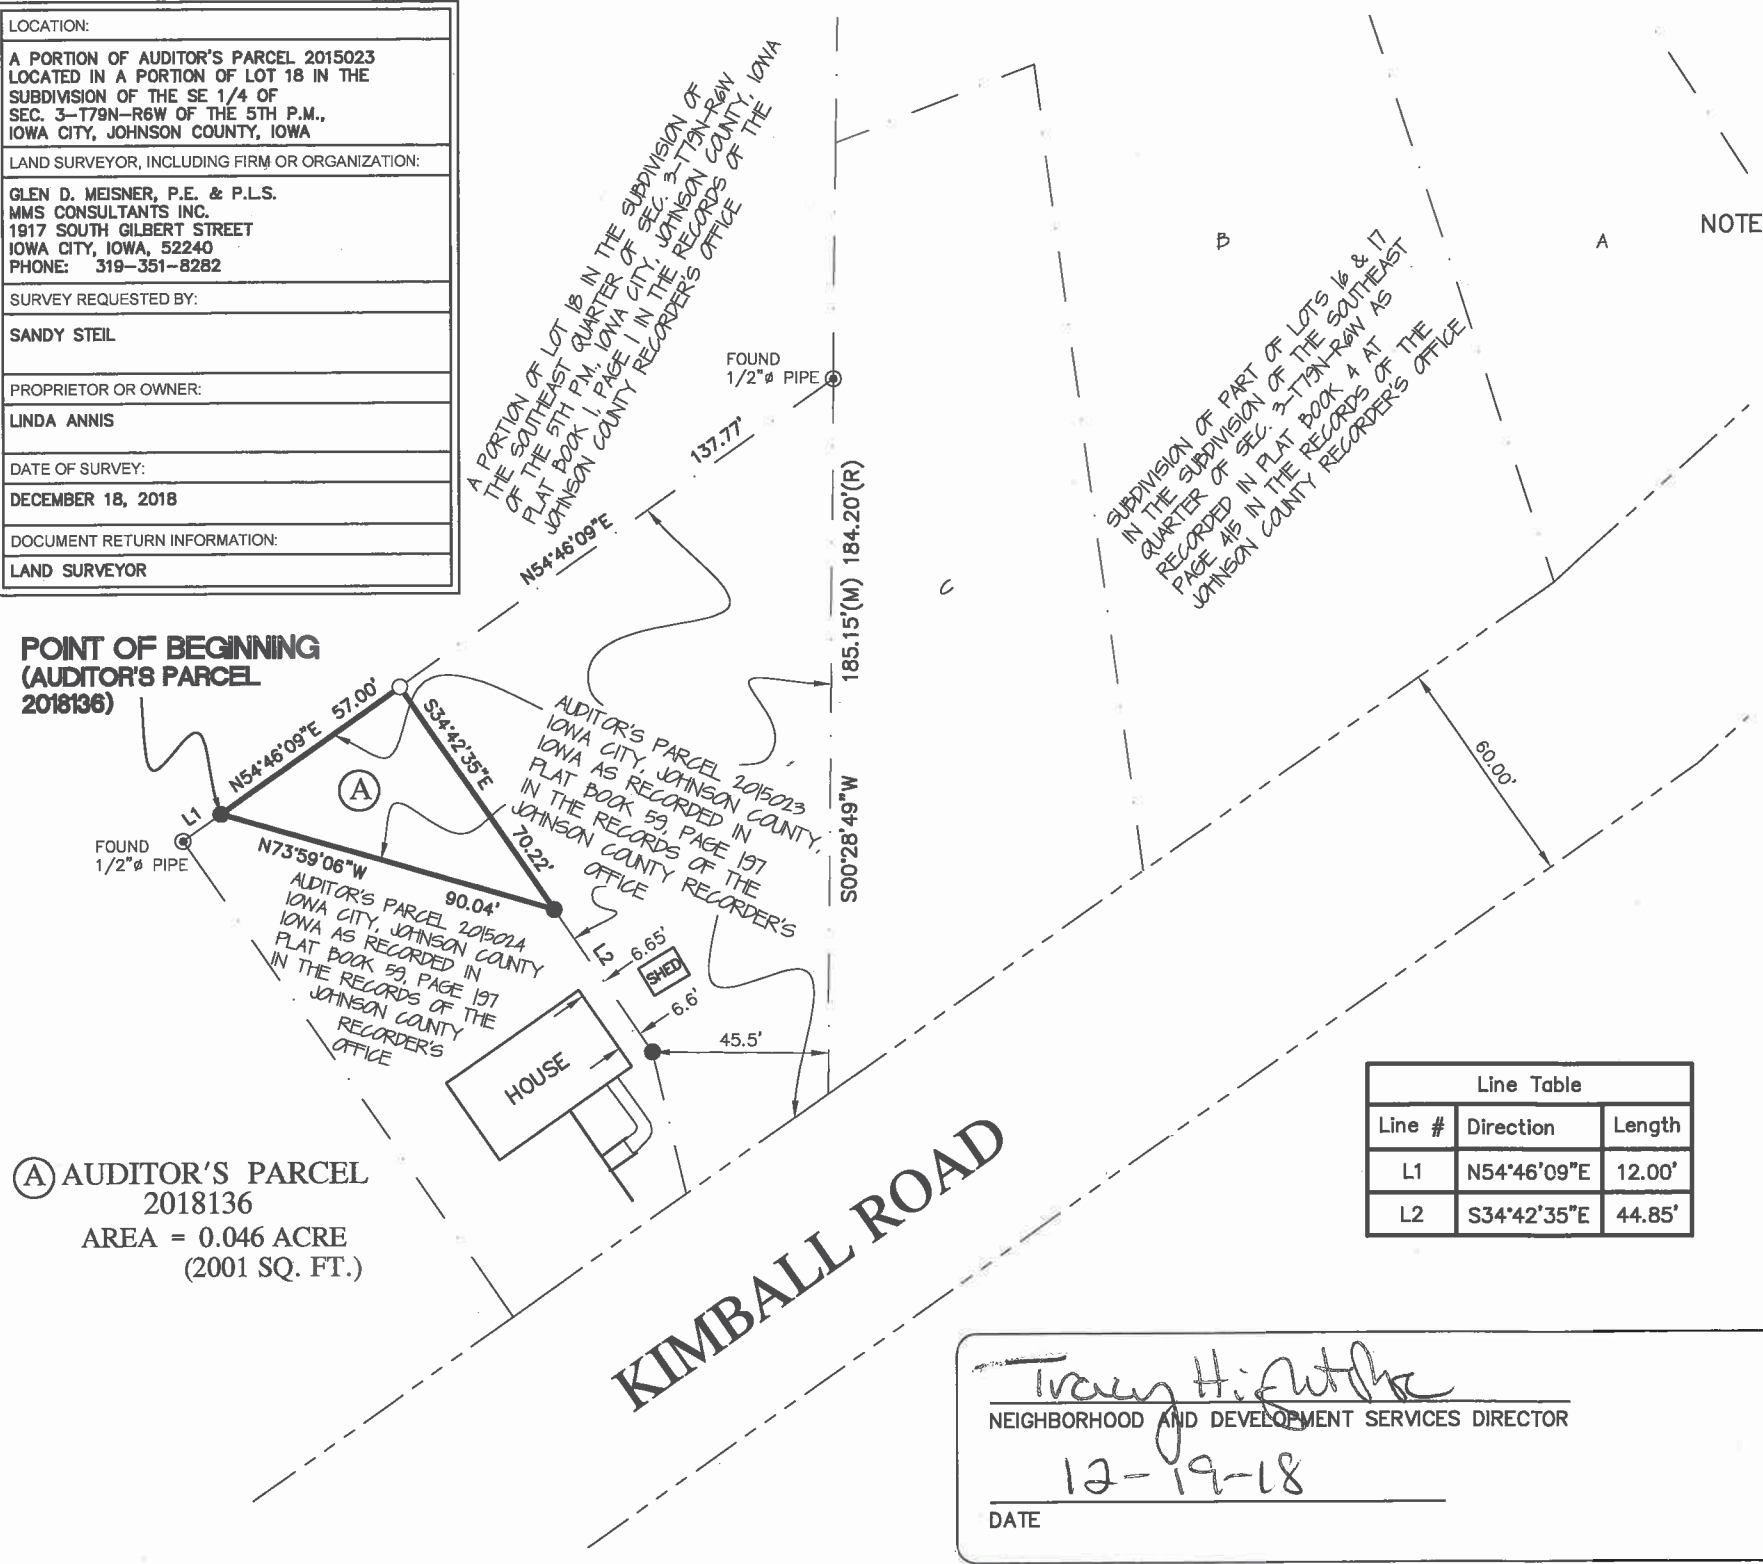 LOCATION:
A PORTION OF AUDITOR'S PARCEL 2015023
LOCATED IN A PORTION OF LOT 18 IN THE
SUBDIVISION OF THE SE 1/4 OF
SEC. 3-T79N-R6W OF THE 5TH P.M.,
IOWA CITY, JOHNSON COUNTY, IOWA
LAND SURVEYOR, INCLUDING FIRM OR ORGANIZATION:
GLEN D. MEISNER, P.E. & P.L.S.
MMS CONSULTANTS INC.
1917 SOUTH GILBERT STREET
IOWA CITY, IOWA, 52240
PHONE: 319-351-8282
SURVEY REQUESTED BY:
SANDY STEIL
PROPRIETOR OR OWNER:
LINDA ANNIS
DATE OF SURVEY:
DECEMBER 18, 2018
DOCUMENT RETURN INFORMATION:
LAND SURVEYOR
A PORTION OF LOT 18 IN THE SUBDIVISION OF
THE SOUTHEAST QUARTER OF SEC. 3-T79N-R6W
OF THE 5TH P.M., IOWA CITY, JOHNSON COUNTY, IOWA
PLAT BOOK 1, PAGE 1 IN THE RECORDS OF THE
JOHNSON COUNTY RECORDER'S OFFICE
FOUND
1/2"ø PIPE
137.77'
N54°46'09"E
185.15'(M) 184.20'(R)
S00°28'49"W
B
A
C
NOTE
SUBDIVISION OF PART OF LOTS 16 & 17
IN THE SUBDIVISION OF THE SOUTHEAST
QUARTER OF SEC. 3-T79N-R6W AS
RECORDED IN PLAT BOOK 4 AT
PAGE 415 IN THE RECORDS OF THE
JOHNSON COUNTY RECORDER'S OFFICE
POINT OF BEGINNING
(AUDITOR'S PARCEL
2018136)
N54°46'09"E 57.00'
S34°42'35"E
70.22'
A
L1
FOUND
1/2"ø PIPE
N73°59'06"W
90.04'
AUDITOR'S PARCEL 2015023
IOWA CITY, JOHNSON COUNTY,
IOWA AS RECORDED IN
PLAT BOOK 59, PAGE 197
IN THE RECORDS OF THE
JOHNSON COUNTY RECORDER'S
OFFICE
AUDITOR'S PARCEL 2015024
IOWA CITY, JOHNSON COUNTY
IOWA AS RECORDED IN
PLAT BOOK 59, PAGE 197
IN THE RECORDS OF THE
JOHNSON COUNTY
RECORDER'S
OFFICE
L2
6.65'
SHED
6.6'
45.5'
HOUSE
60.00'
KIMBALL ROAD
A AUDITOR'S PARCEL
2018136
AREA = 0.046 ACRE
(2001 SQ. FT.)
Line Table
Line # Direction Length
L1 N54°46'09"E 12.00'
L2 S34°42'35"E 44.85'
Tracy
NEIGHBORHOOD AND DEVELOPMENT SERVICES DIRECTOR
12-19-18
DATE